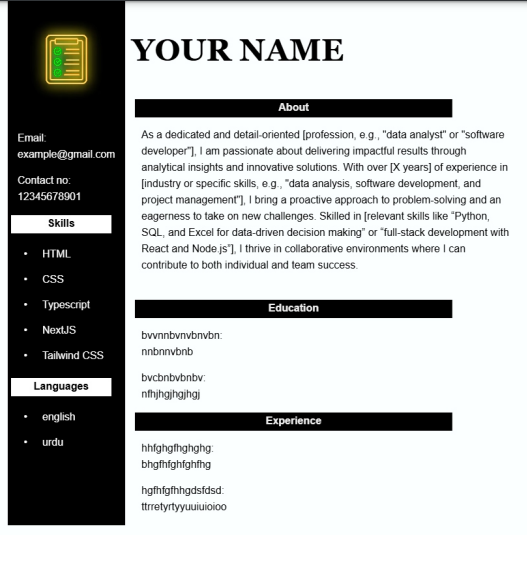 YOUR NAME
Email:
example@gmail.com
Contact no:
12345678901
Skills
• HTML
• CSS
• Typescript
• NextJS
• Tailwind CSS
Languages
• english
• urdu
About
As a dedicated and detail-oriented [profession, e.g., "data analyst" or "software
developer"], I am passionate about delivering impactful results through
analytical insights and innovative solutions. With over [X years] of experience in
[industry or specific skills, e.g., "data analysis, software development, and
project management"], I bring a proactive approach to problem-solving and an
eagerness to take on new challenges. Skilled in [relevant skills like “Python,
SQL, and Excel for data-driven decision making” or “full-stack development with
React and Node.js”], I thrive in collaborative environments where I can
contribute to both individual and team success.
Education
bvvnnbvnvbnvbn:
nnbnnvbnb
bvcbnbvbnbv:
nfhjhgjhgjhgj
Experience
hhfghgfhghghg:
bhgfhfghfghfhg
hgfhfgfhhgdsfdsd:
ttrretyrtyyuuiuioioo